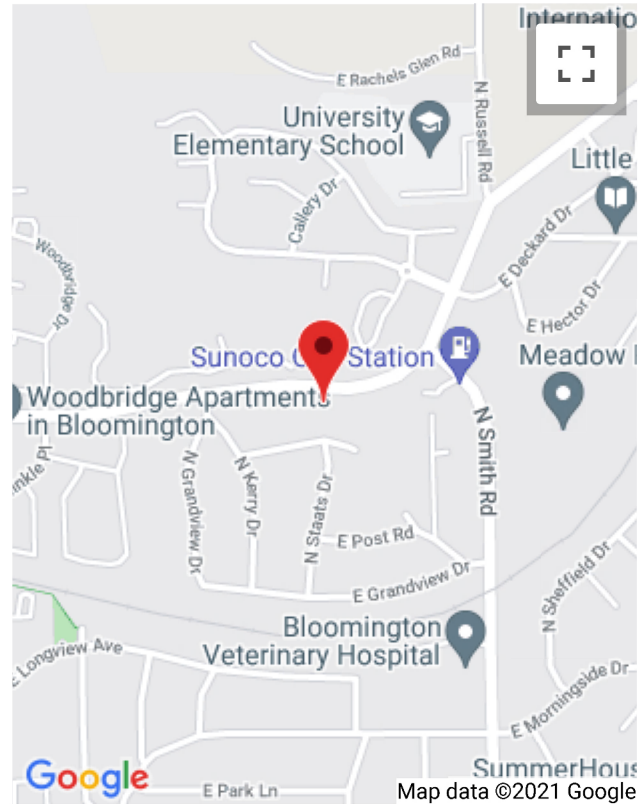 Internatio
E Rachels Glen Rd
N Russell Rd
University
Elementary School
Little
Callery Dr
E Deckard Dr
Woodbridge Dr
E Hector Dr
Sunoco G Station
Meadow
Woodbridge Apartments
in Bloomington
N Smith Rd
inkle Pl
N Grandview Dr
N Kerry Dr
N Staats Dr
E Post Rd
E Grandview Dr
N Sheffield Dr
Bloomington
Veterinary Hospital
E Longview Ave
E Morningside Dr
SummerHous
Google
E Park Ln
Map data ©2021 Google